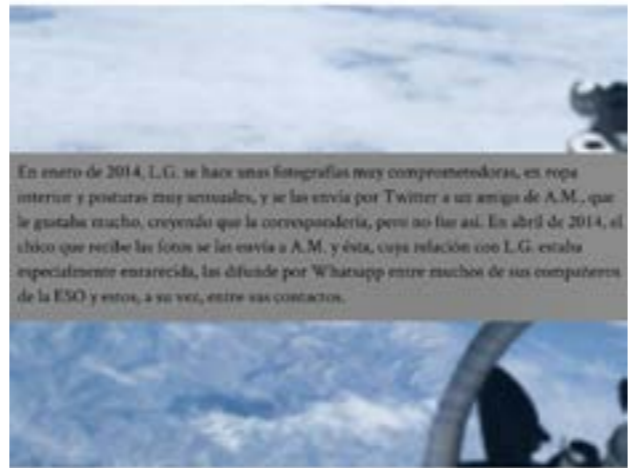 En enero de 2014, L.G. se hace unas fotografías muy comprometedoras, en ropa
interior y posturas muy sensuales, y se las envía por Twitter a un amigo de A.M., que
le gustaba mucho, creyendo que la correspondería, pero no fue así. En abril de 2014, el
chico que recibe las fotos se las envía a A.M. y ésta, cuya relación con L.G. estaba
especialmente enrarecida, las difunde por Whatsapp entre muchos de sus compañeros
de la ESO y estos, a su vez, entre sus contactos.